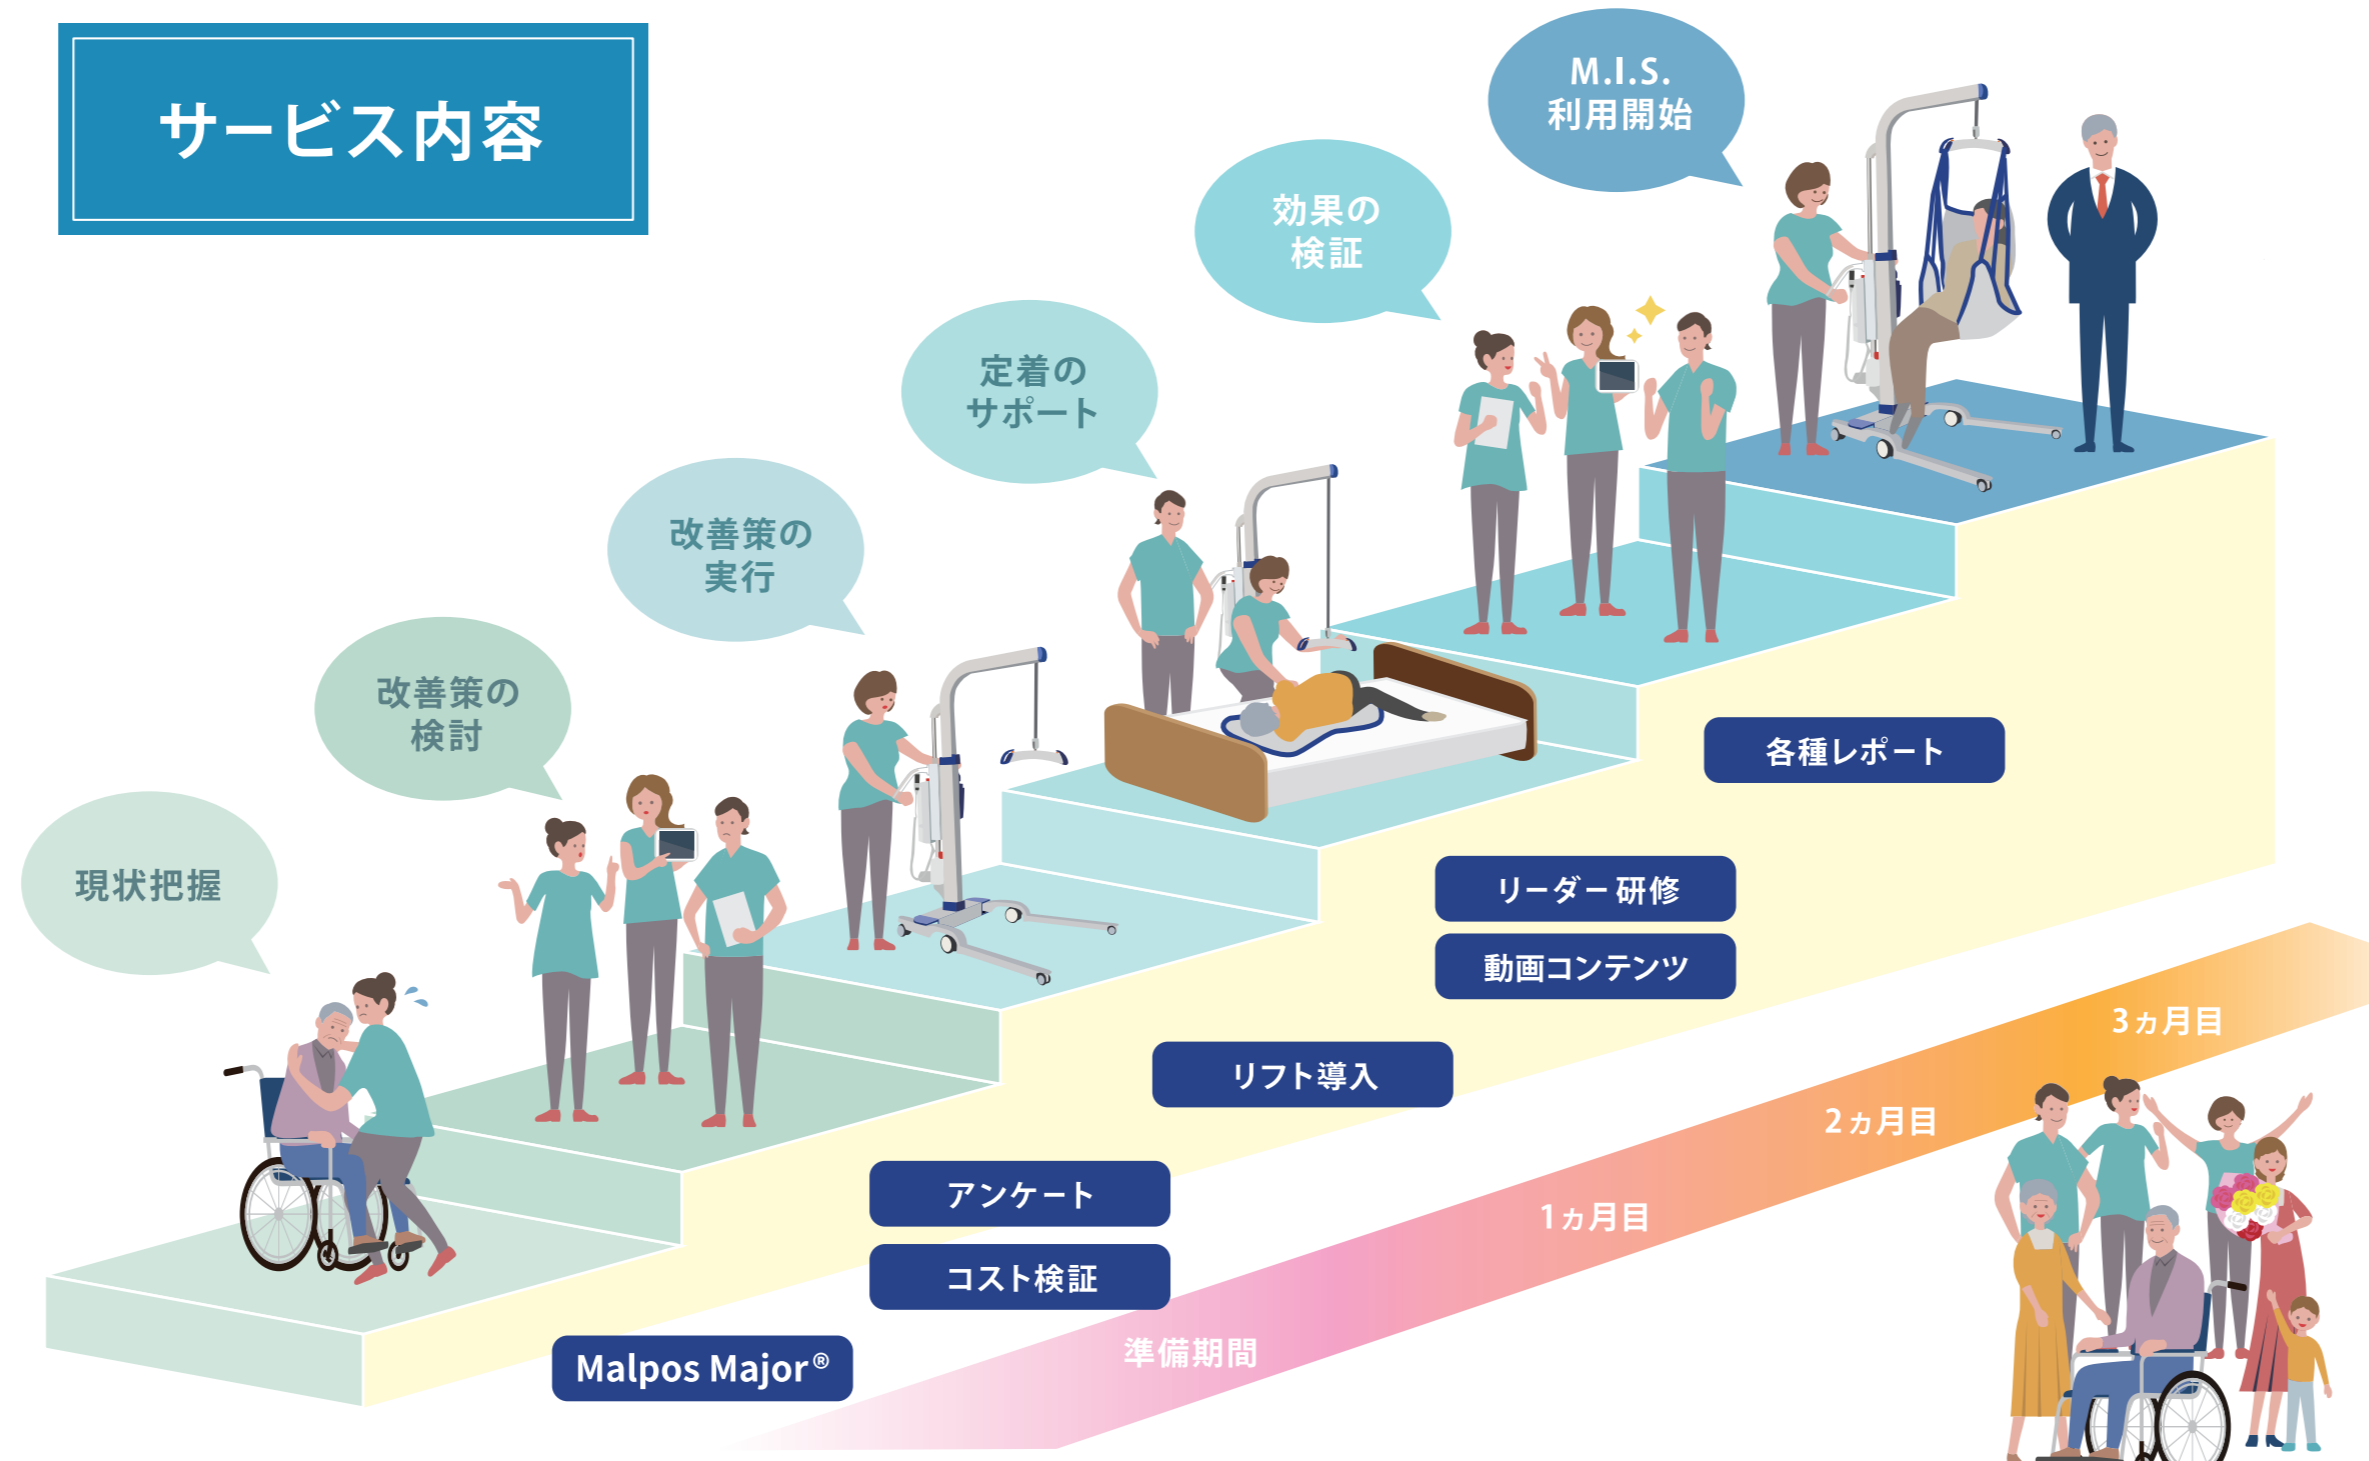 サービス内容
現状把握
改善策の
検討
改善策の
実行
定着の
サポート
効果の
検証
M.I.S.
利用開始
Malpos Major®
アンケート
コスト検証
リフト導入
リーダー研修
動画コンテンツ
各種レポート
準備期間
1ヵ月目
2ヵ月目
3ヵ月目